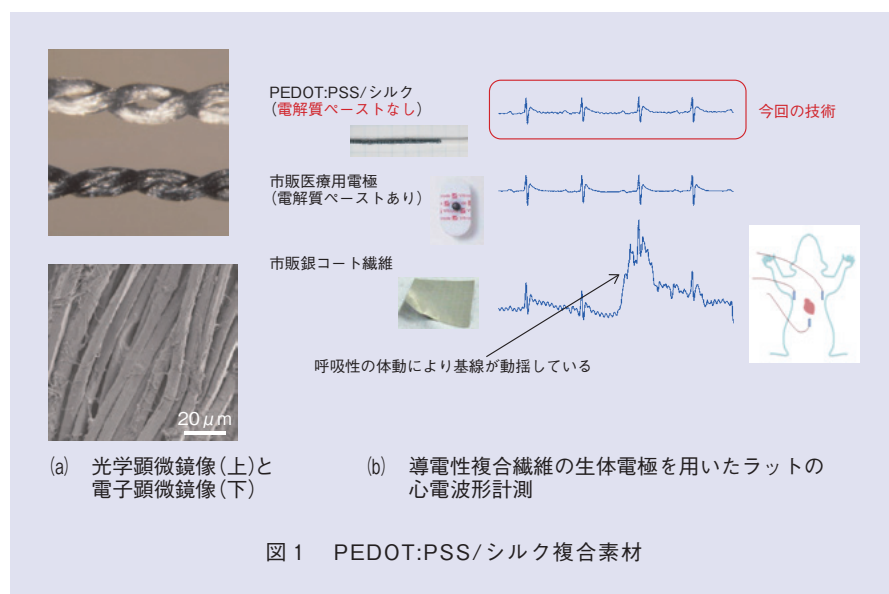 PEDOT:PSS/シルク
（電解質ペーストなし）
今回の技術
市販医療用電極
（電解質ペーストあり）
市販銀コート繊維
呼吸性の体動により基線が動揺している
20μm
(a) 光学顕微鏡像（上）と
電子顕微鏡像（下）
(b) 導電性複合繊維の生体電極を用いたラットの
心電波形計測
図1 PEDOT:PSS/シルク複合素材